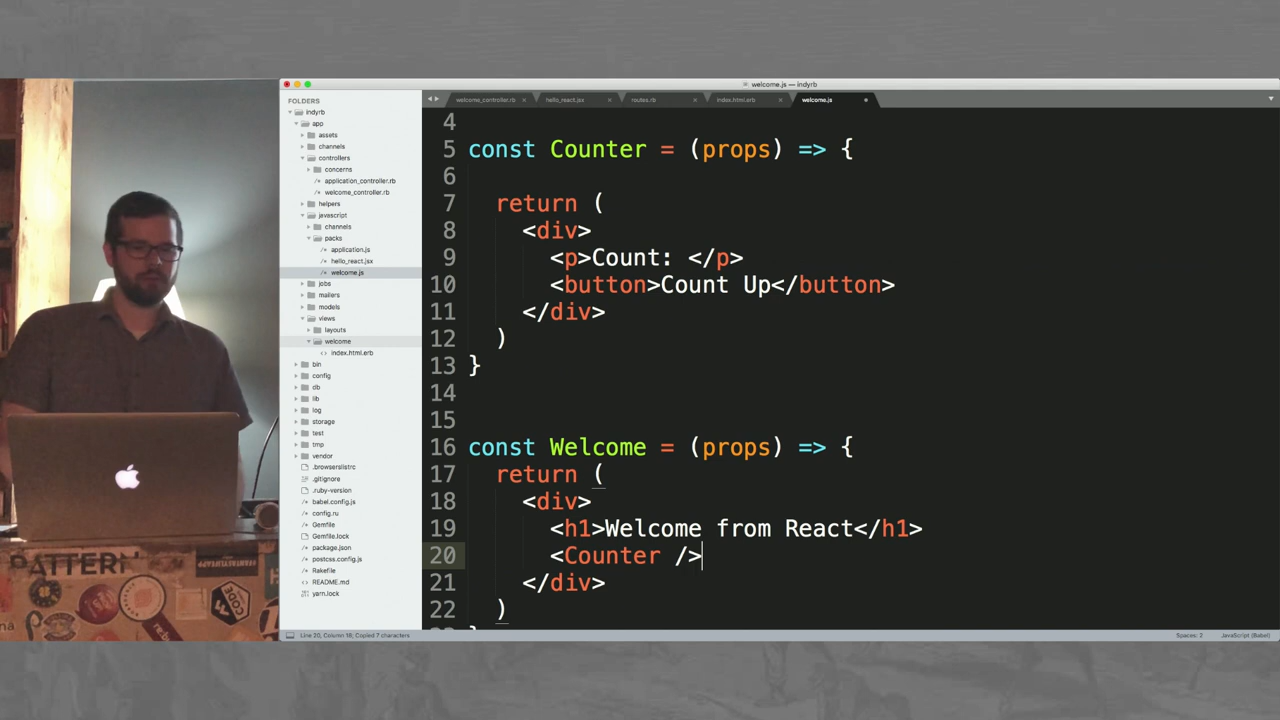 welcome.js — indyrb
FOLDERS
indyrb
app
assets
channels
controllers
concerns
application_controller.rb
welcome_controller.rb
helpers
javascript
channels
packs
application.js
hello_react.jsx
welcome.js
jobs
mailers
models
views
layouts
welcome
index.html.erb
bin
config
db
lib
log
storage
test
tmp
vendor
.browserslistrc
.gitignore
.ruby-version
babel.config.js
config.ru
Gemfile
Gemfile.lock
package.json
postcss.config.js
Rakefile
README.md
yarn.lock
welcome_controller.rb
hello_react.jsx
routes.rb
index.html.erb
welcome.js
4
5 const Counter = (props) => {
6
7 return (
8 <div>
9 <p>Count: </p>
10 <button>Count Up</button>
11 </div>
12 )
13 }
14
15
16 const Welcome = (props) => {
17 return (
18 <div>
19 <h1>Welcome from React</h1>
20 <Counter />
21 </div>
22 )
Line 20, Column 18; Copied 7 characters
Spaces: 2
JavaScript (Babel)
PATTERN
CODE